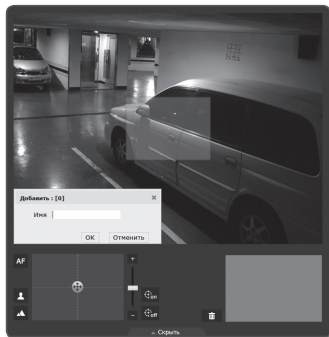 Добавить : [0]
Имя
OK Отменить
AF
on
off
Скрыть